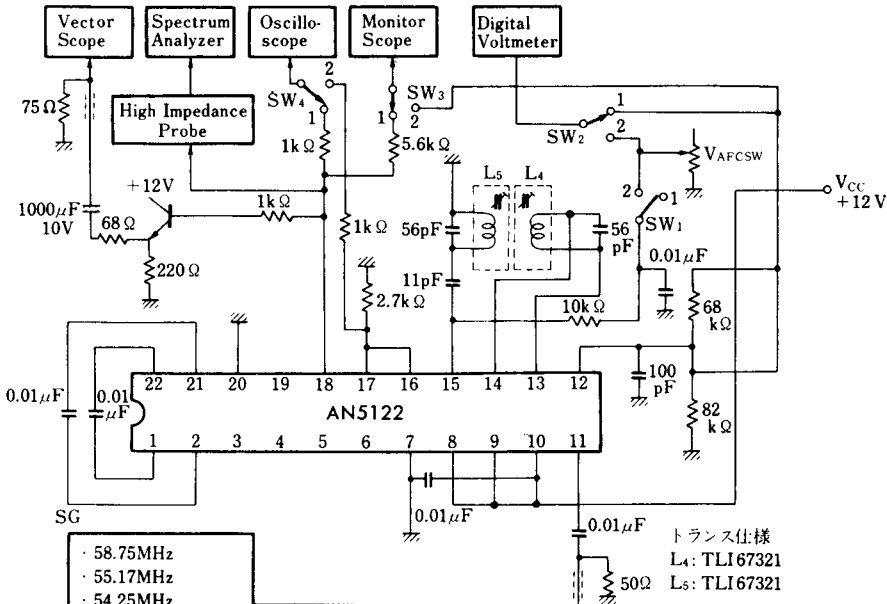 Vector
Scope
Spectrum
Analyzer
Oscillo-
scope
Monitor
Scope
Digital
Voltmeter
75Ω
High Impedance
Probe
SW4
2
1
SW3
1
2
SW2
1
2
VAFCSW
1kΩ
5.6kΩ
L5
L4
2
1
SW1
VCC
+12V
+12V
1000μF
10V
68Ω
1kΩ
1kΩ
56pF
56
pF
0.01μF
220Ω
2.7kΩ
11pF
10kΩ
68
kΩ
0.01μF
0.01
μF
100
pF
82
kΩ
22 21 20 19 18 17 16 15 14 13 12
AN5122
1 2 3 4 5 6 7 8 9 10 11
SG
0.01μF
0.01μF
トランス仕様
L4: TLI67321
L5: TLI67321
50Ω
· 58.75MHz
· 55.17MHz
· 54.25MHz